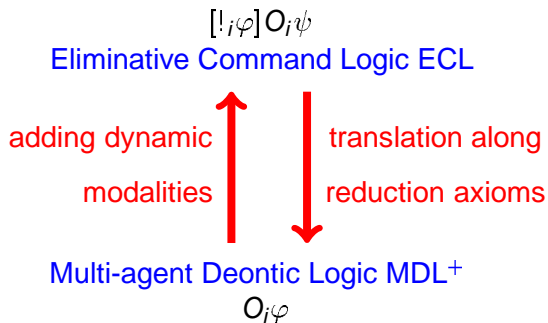 [!ᵢφ]Oᵢψ
Eliminative Command Logic ECL
adding dynamic translation along
modalities reduction axioms
Multi-agent Deontic Logic MDL⁺
Oᵢφ